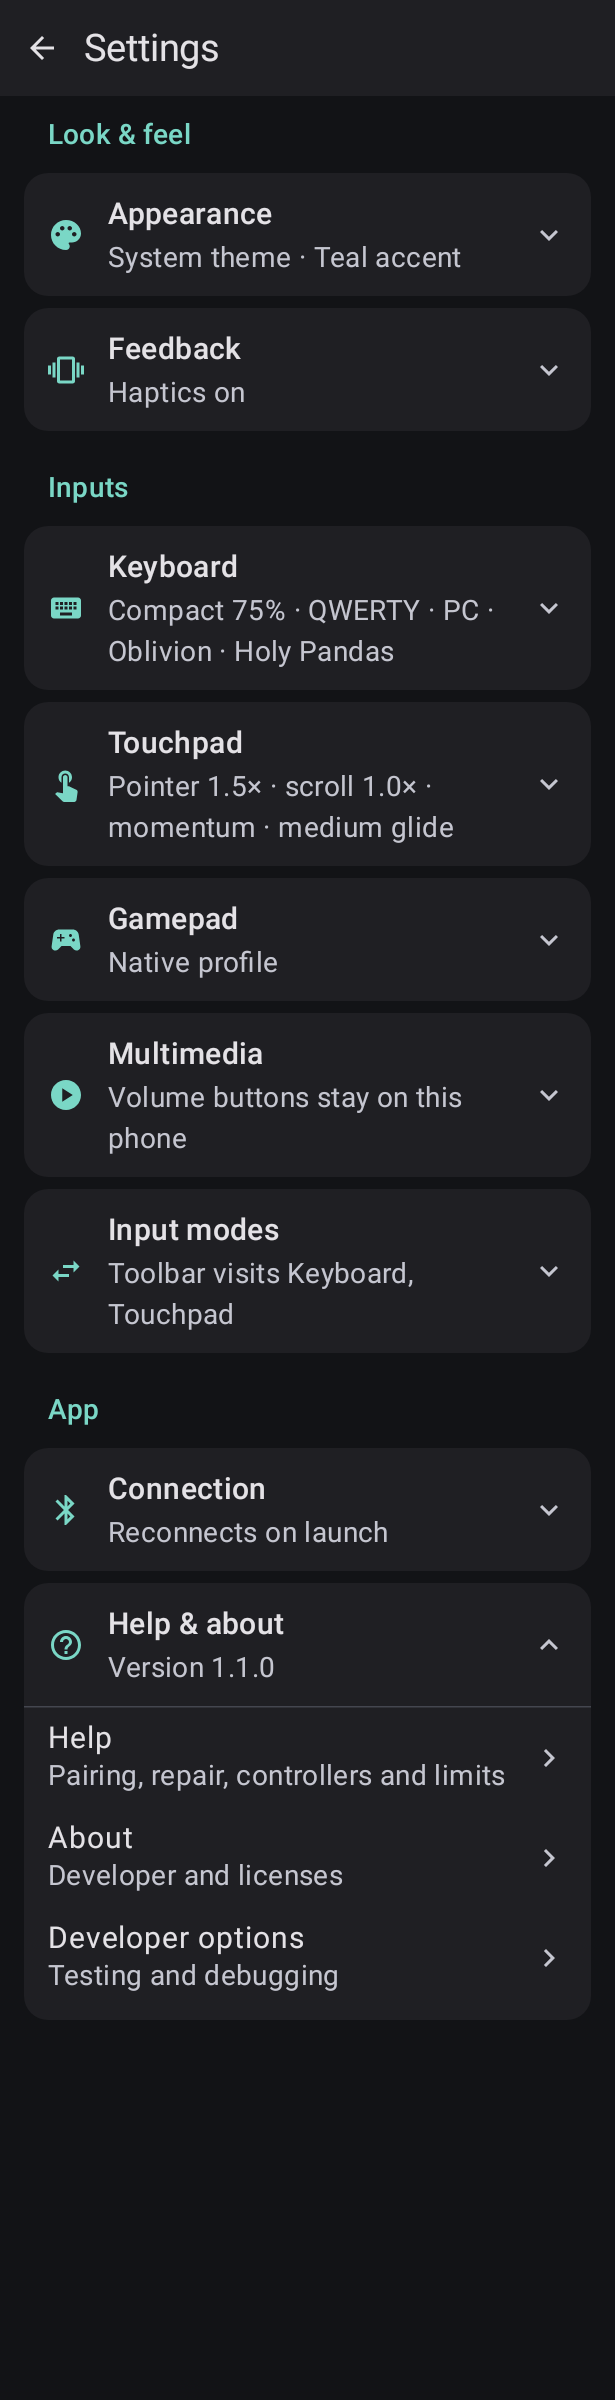 Settings
Look & feel
Appearance
System theme · Teal accent
Feedback
Haptics on
Inputs
Keyboard
Compact 75% · QWERTY · PC ·
Oblivion · Holy Pandas
Touchpad
Pointer 1.5× · scroll 1.0× ·
momentum · medium glide
Gamepad
Native profile
Multimedia
Volume buttons stay on this
phone
Input modes
Toolbar visits Keyboard,
Touchpad
App
Connection
Reconnects on launch
Help & about
Version 1.1.0
Help
Pairing, repair, controllers and limits
About
Developer and licenses
Developer options
Testing and debugging